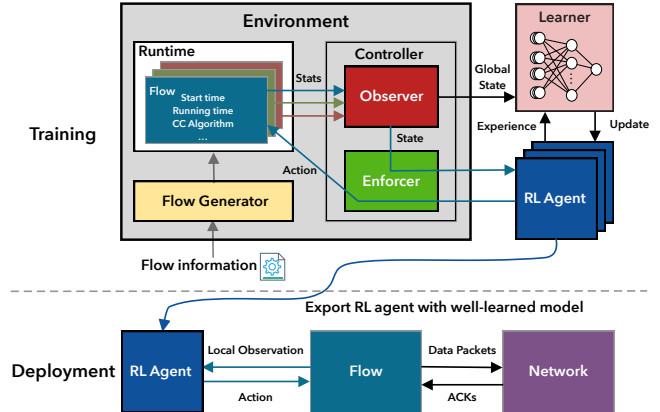 Environment
Learner
Runtime
Controller
Flow
Start time
Running time
CC Algorithm
...
Stats
Observer
Global
State
Training
State
Experience
Update
Action
Enforcer
RL Agent
Flow Generator
Flow information
Export RL agent with well-learned model
Deployment
RL Agent
Local Observation
Action
Flow
Data Packets
ACKs
Network